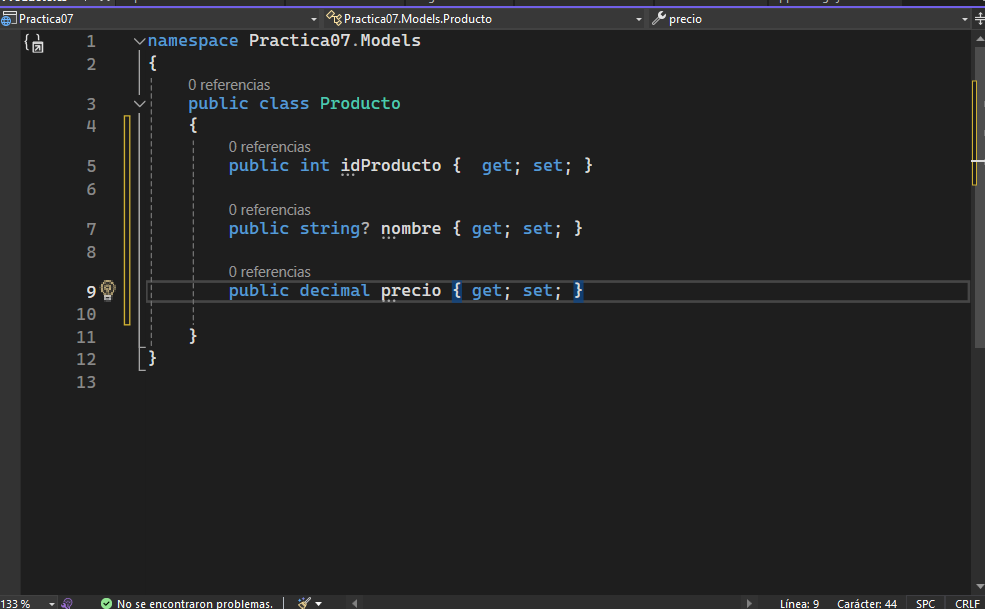 Practica07
Practica07.Models.Producto
precio
1 namespace Practica07.Models
2 {
0 referencias
3 public class Producto
4 {
0 referencias
5 public int idProducto {  get; set; }
6
0 referencias
7 public string? nombre { get; set; }
8
0 referencias
9 public decimal precio { get; set; }
10
11 }
12 }
13
133 %
No se encontraron problemas.
Línea: 9
Carácter: 44
SPC
CRLF